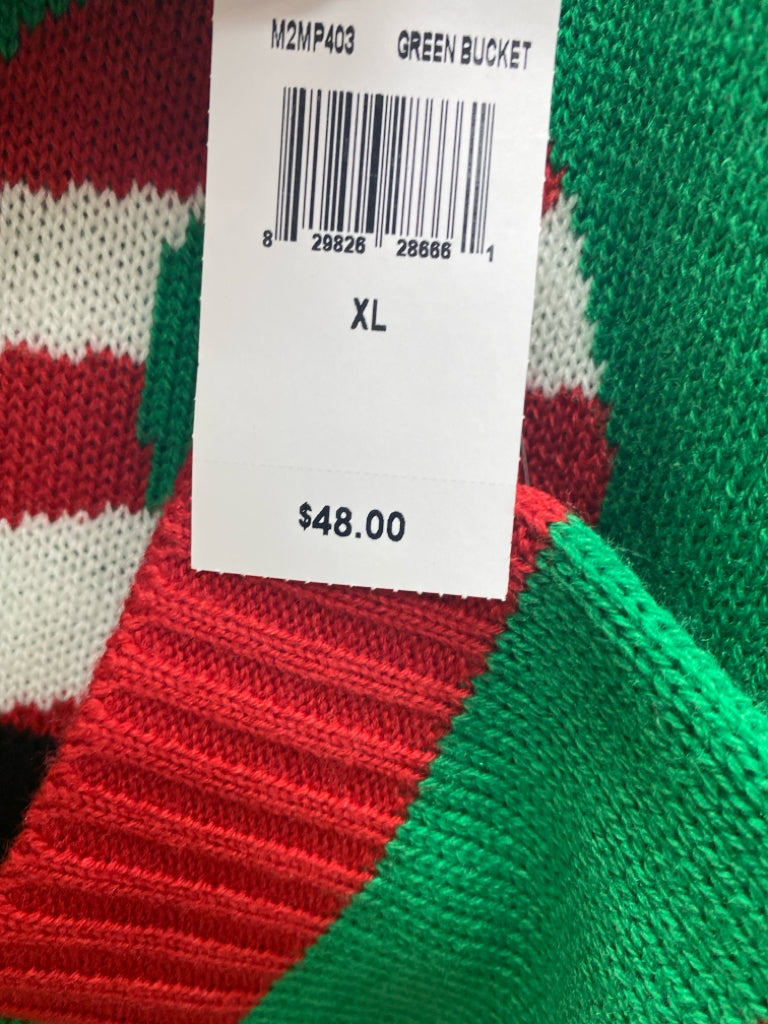 M2MP403 GREEN BUCKET
8 29826 28666 1
XL
$48.00